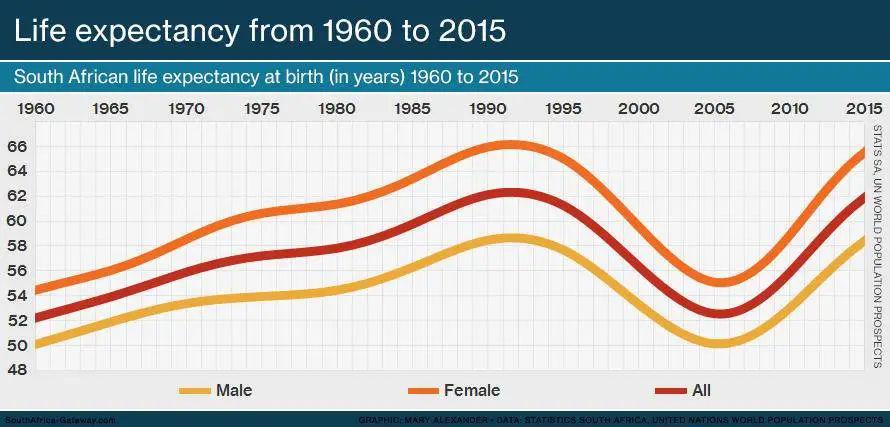 Life expectancy from 1960 to 2015
South African life expectancy at birth (in years) 1960 to 2015
1960 1965 1970 1975 1980 1985 1990 1995 2000 2005 2010 2015
66
64
62
60
58
56
54
52
50
48
STATS SA, UN WORLD POPULATION PROSPECTS
Male Female All
SouthAfrica-Gateway.com GRAPHIC: MARY ALEXANDER • DATA: STATISTICS SOUTH AFRICA, UNITED NATIONS WORLD POPULATION PROSPECTS